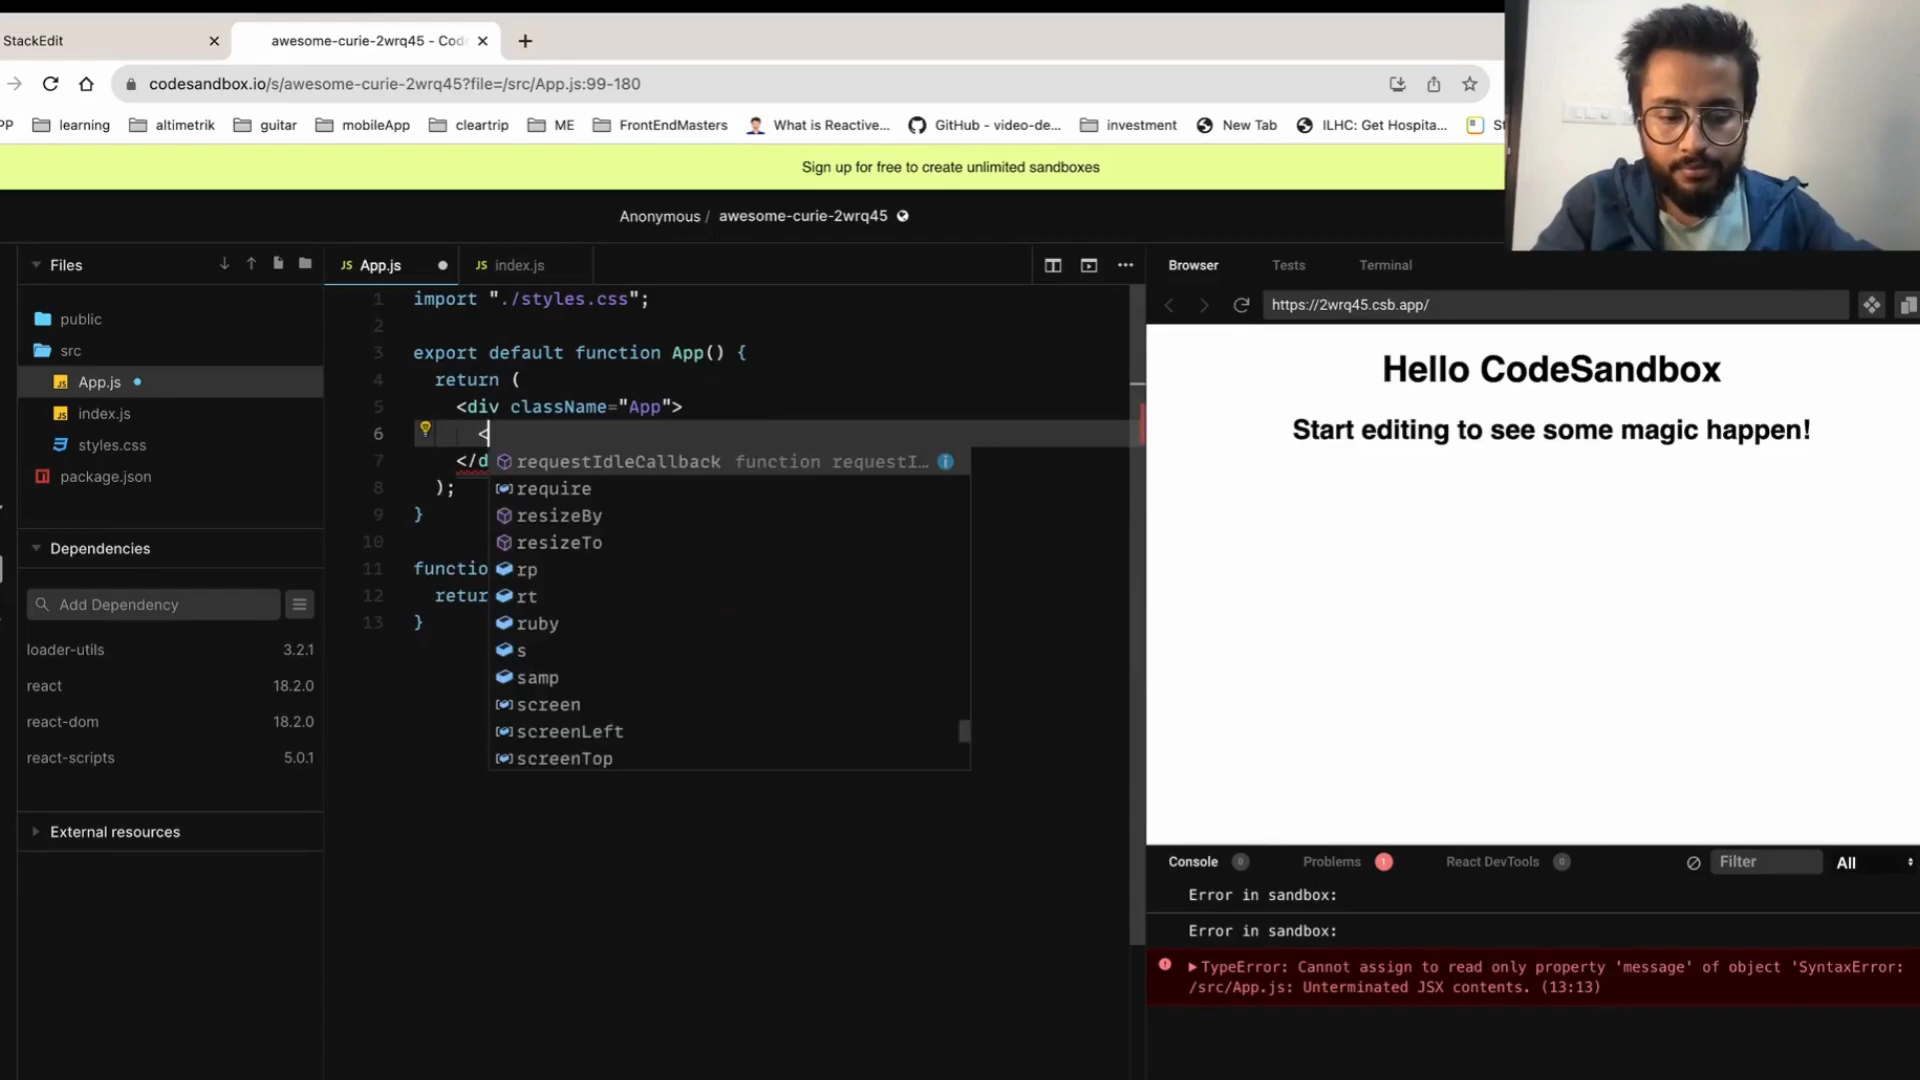 StackEdit
awesome-curie-2wrq45 - Cod
codesandbox.io/s/awesome-curie-2wrq45?file=/src/App.js:99-180
PP learning altimetrik guitar mobileApp cleartrip ME FrontEndMasters What is Reactive... GitHub - video-de... investment New Tab ILHC: Get Hospita... St
Sign up for free to create unlimited sandboxes
Anonymous / awesome-curie-2wrq45
Files
public
src
App.js
index.js
styles.css
package.json
Dependencies
Add Dependency
loader-utils 3.2.1
react 18.2.0
react-dom 18.2.0
react-scripts 5.0.1
External resources
JS App.js JS index.js
1 import "./styles.css";
2
3 export default function App() {
4 return (
5 <div className="App">
6 <
7 </d
8 );
9 }
10
11 functio
12 retur
13 }
requestIdleCallback function requestI...
require
resizeBy
resizeTo
rp
rt
ruby
s
samp
screen
screenLeft
screenTop
Browser Tests Terminal
https://2wrq45.csb.app/
Hello CodeSandbox
Start editing to see some magic happen!
Console 0 Problems 1 React DevTools 0 Filter All
Error in sandbox:
Error in sandbox:
TypeError: Cannot assign to read only property 'message' of object 'SyntaxError:
/src/App.js: Unterminated JSX contents. (13:13)